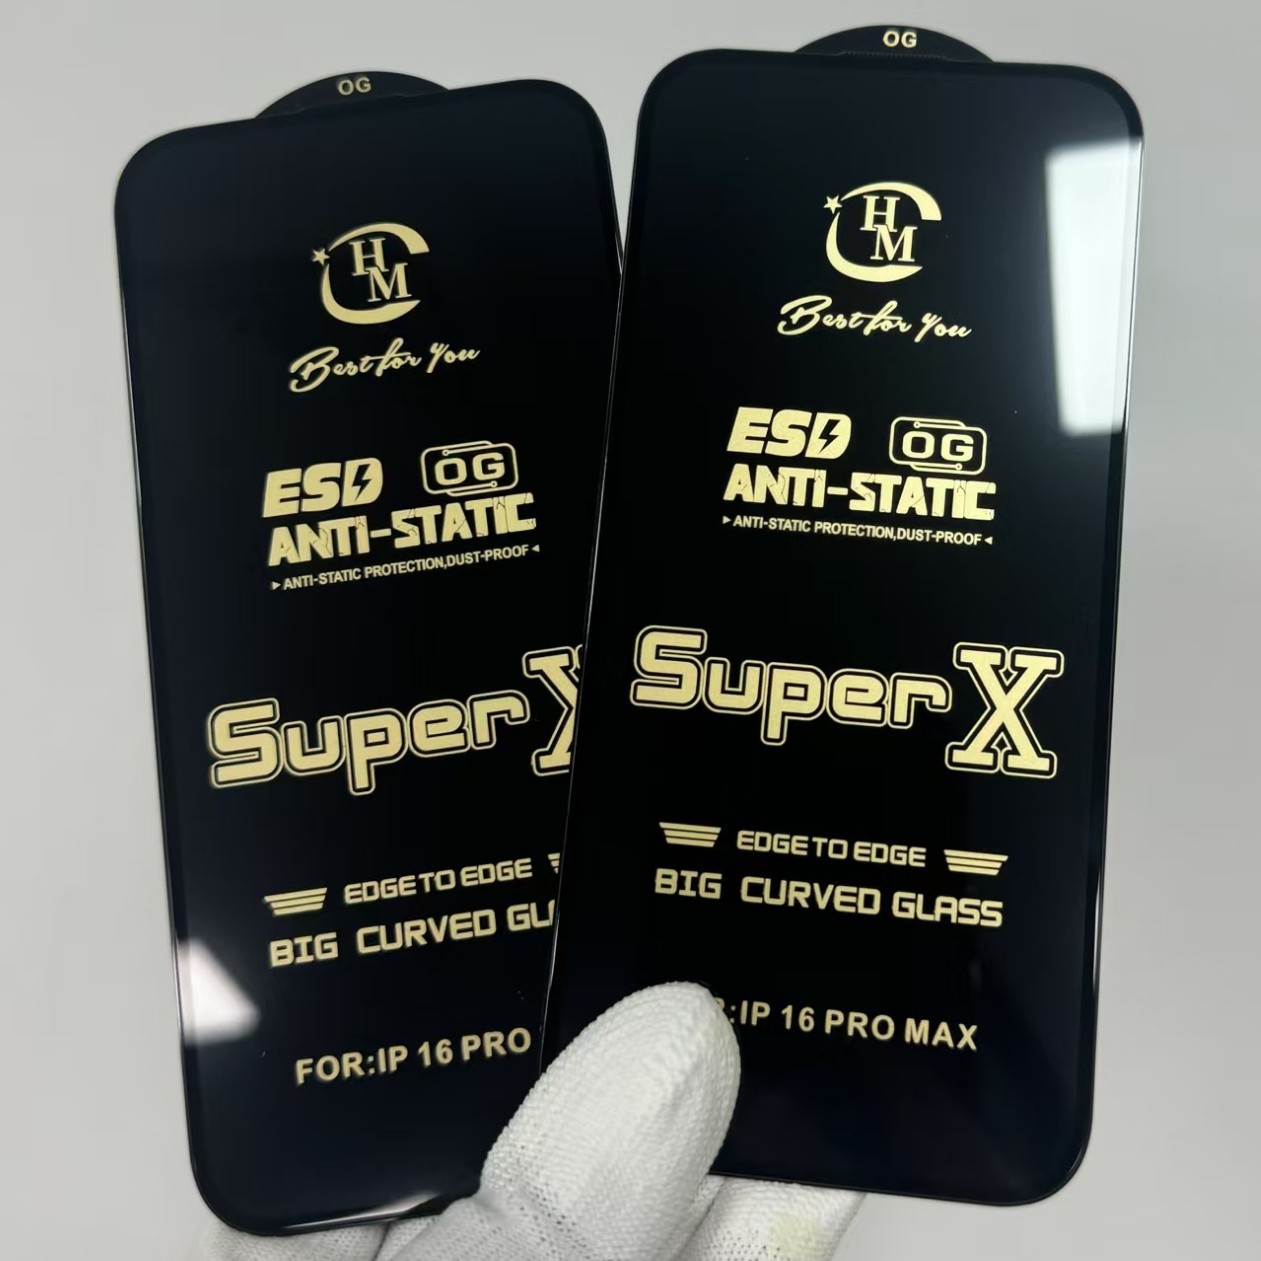 OG
HM
Best for You
ESD OG
ANTI-STATIC
ANTI-STATIC PROTECTION,DUST-PROOF
Super X
EDGE TO EDGE
BIG CURVED GLA
FOR:IP 16 PRO
OG
HM
Best for You
ESD OG
ANTI-STATIC
ANTI-STATIC PROTECTION,DUST-PROOF
Super X
EDGE TO EDGE
BIG CURVED GLASS
:IP 16 PRO MAX